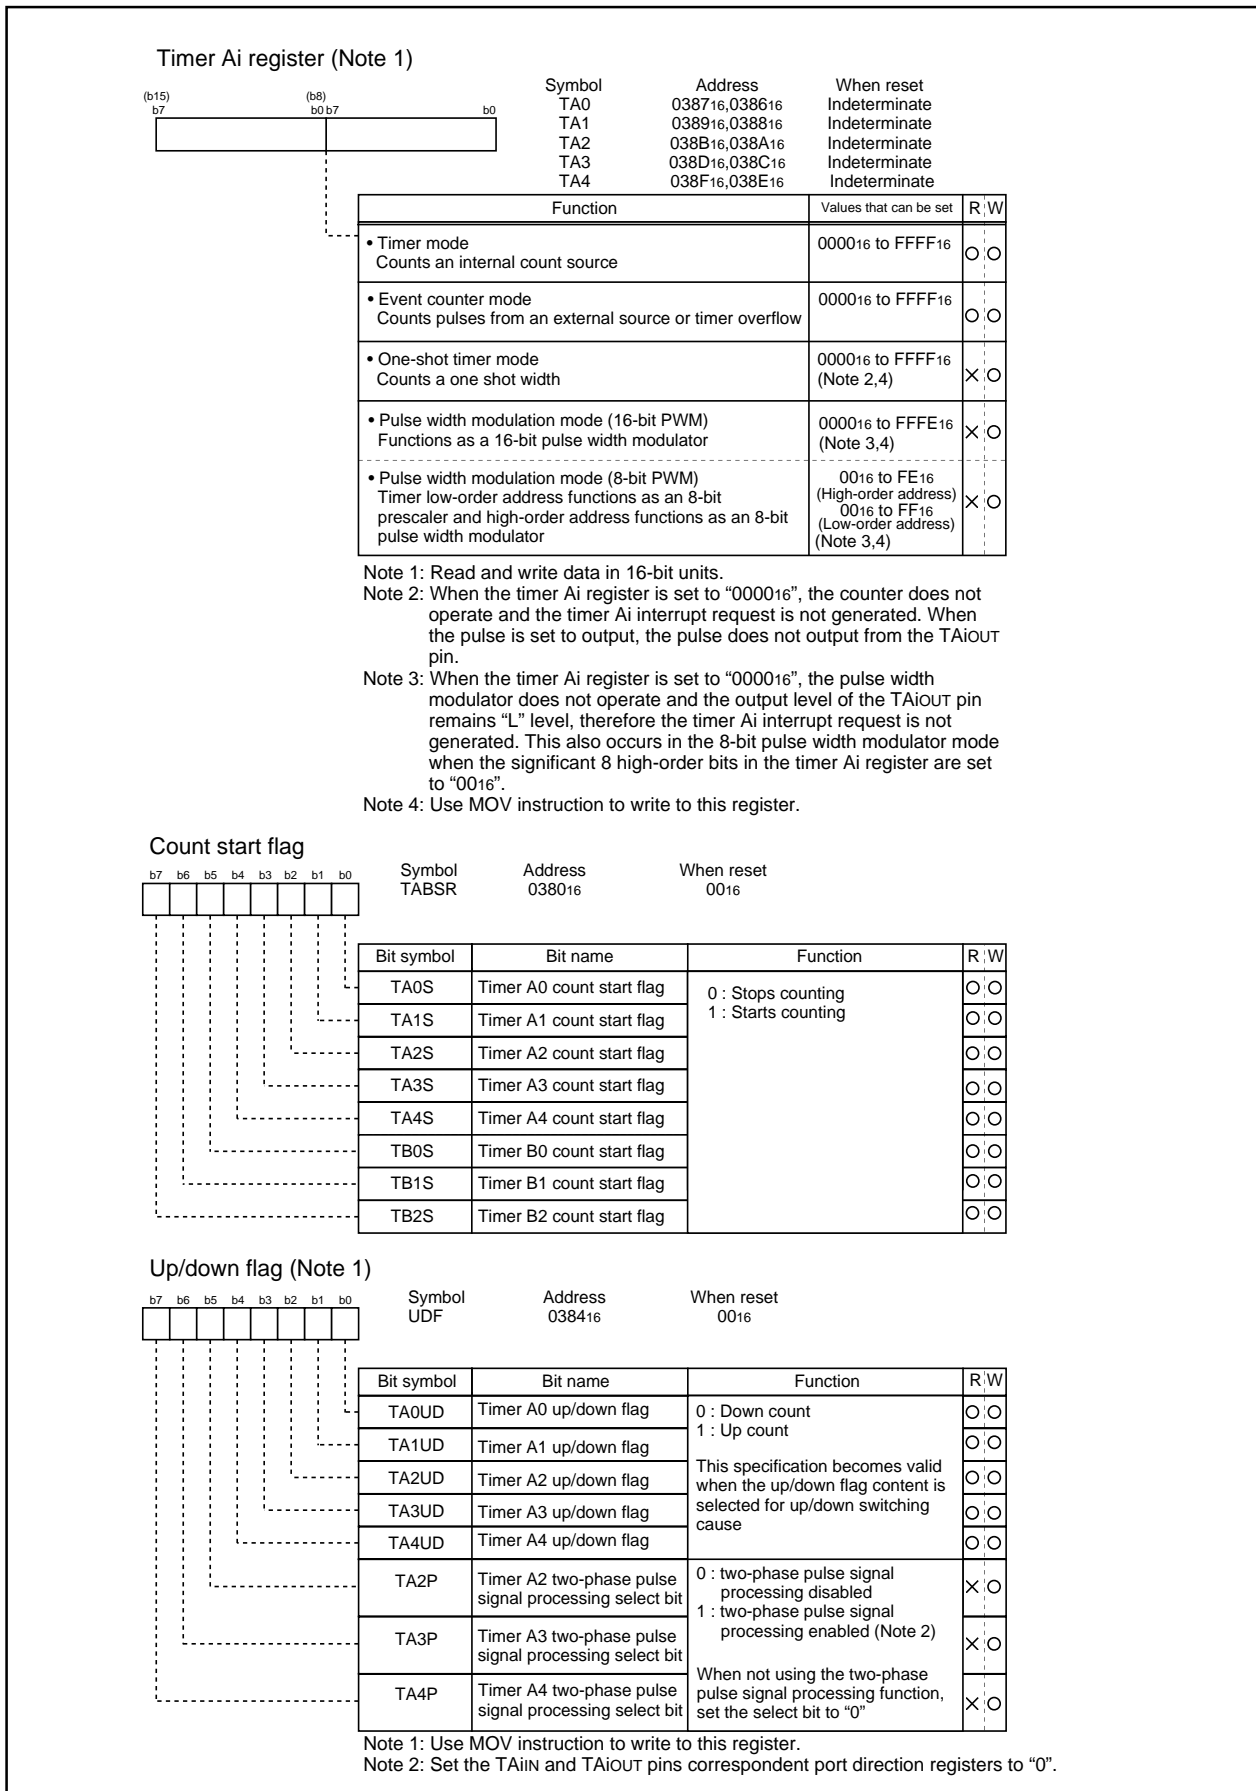 Timer Ai register (Note 1)
Symbol Address When reset
(b15) (b8)
b7 b0 b7 b0
TA0 038716,038616 Indeterminate
TA1 038916,038816 Indeterminate
TA2 038B16,038A16 Indeterminate
TA3 038D16,038C16 Indeterminate
TA4 038F16,038E16 Indeterminate
Function Values that can be set R W
• Timer mode 000016 to FFFF16
Counts an internal count source
• Event counter mode 000016 to FFFF16
Counts pulses from an external source or timer overflow
• One-shot timer mode 000016 to FFFF16
Counts a one shot width (Note 2,4)
• Pulse width modulation mode (16-bit PWM) 000016 to FFFE16
Functions as a 16-bit pulse width modulator (Note 3,4)
• Pulse width modulation mode (8-bit PWM) 0016 to FE16
Timer low-order address functions as an 8-bit (High-order address)
prescaler and high-order address functions as an 8-bit 0016 to FF16
pulse width modulator (Low-order address)
(Note 3,4)
Note 1: Read and write data in 16-bit units.
Note 2: When the timer Ai register is set to “000016”, the counter does not
operate and the timer Ai interrupt request is not generated. When
the pulse is set to output, the pulse does not output from the TAiOUT
pin.
Note 3: When the timer Ai register is set to “000016”, the pulse width
modulator does not operate and the output level of the TAiOUT pin
remains “L” level, therefore the timer Ai interrupt request is not
generated. This also occurs in the 8-bit pulse width modulator mode
when the significant 8 high-order bits in the timer Ai register are set
to “0016”.
Note 4: Use MOV instruction to write to this register.
Count start flag
Symbol Address When reset
b7 b6 b5 b4 b3 b2 b1 b0
TABSR 038016 0016
Bit symbol Bit name Function R W
TA0S Timer A0 count start flag 0 : Stops counting
1 : Starts counting
TA1S Timer A1 count start flag
TA2S Timer A2 count start flag
TA3S Timer A3 count start flag
TA4S Timer A4 count start flag
TB0S Timer B0 count start flag
TB1S Timer B1 count start flag
TB2S Timer B2 count start flag
Up/down flag (Note 1)
Symbol Address When reset
b7 b6 b5 b4 b3 b2 b1 b0
UDF 038416 0016
Bit symbol Bit name Function R W
TA0UD Timer A0 up/down flag 0 : Down count
1 : Up count
TA1UD Timer A1 up/down flag
This specification becomes valid
TA2UD Timer A2 up/down flag when the up/down flag content is
selected for up/down switching
TA3UD Timer A3 up/down flag cause
TA4UD Timer A4 up/down flag
TA2P Timer A2 two-phase pulse 0 : two-phase pulse signal
signal processing select bit processing disabled
1 : two-phase pulse signal
TA3P Timer A3 two-phase pulse processing enabled (Note 2)
signal processing select bit
When not using the two-phase
TA4P Timer A4 two-phase pulse pulse signal processing function,
signal processing select bit set the select bit to “0”
Note 1: Use MOV instruction to write to this register.
Note 2: Set the TAiIN and TAiOUT pins correspondent port direction registers to “0”.